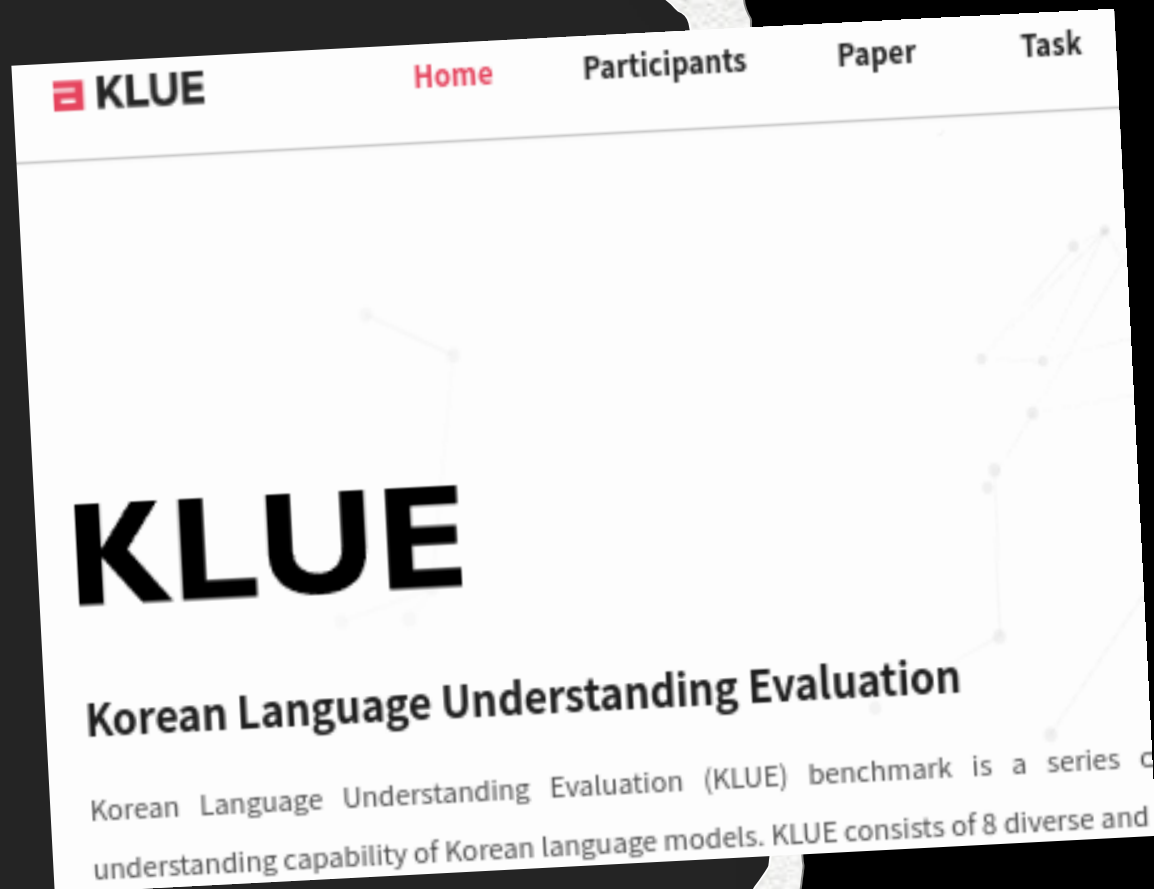 KLUE Home Participants Paper Task
KLUE
Korean Language Understanding Evaluation
Korean Language Understanding Evaluation (KLUE) benchmark is a series
understanding capability of Korean language models. KLUE consists of 8 diverse and